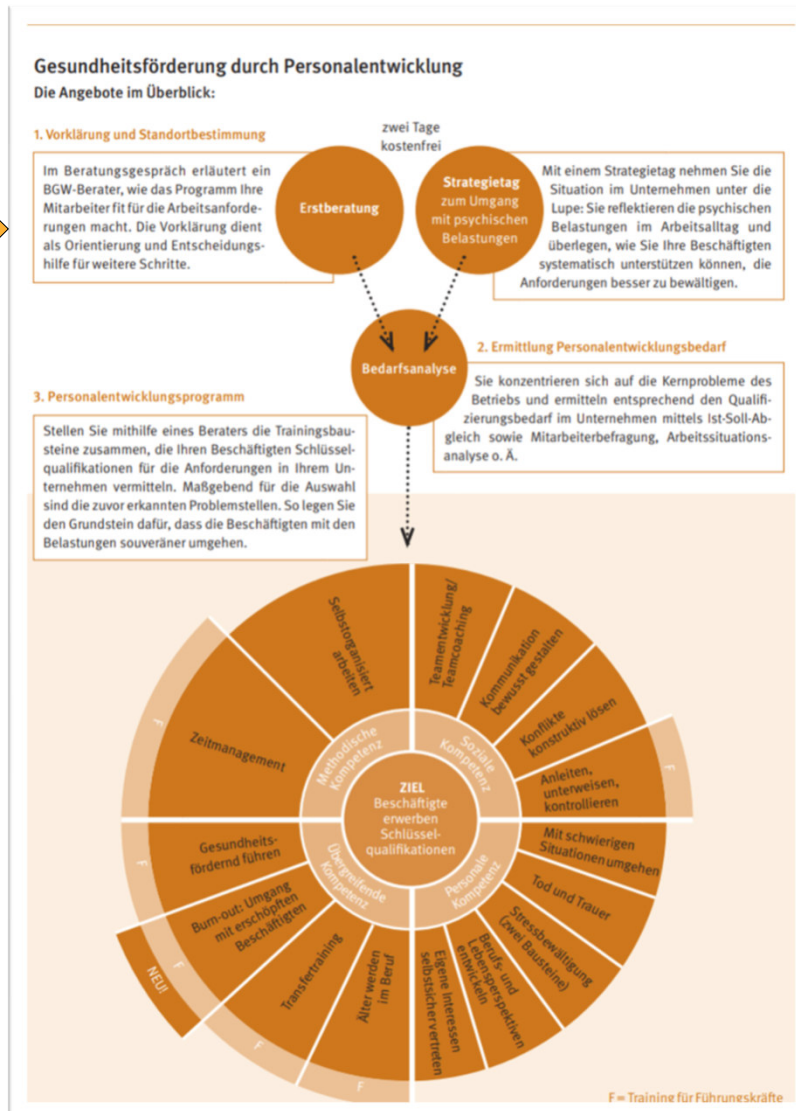 Gesundheitsförderung durch Personalentwicklung
Die Angebote im Überblick:
1. Vorklärung und Standortbestimmung
Im Beratungsgespräch erläutert ein
BGW-Berater, wie das Programm Ihre
Mitarbeiter fit für die Arbeitsanforde-
rungen macht. Die Vorklärung dient
als Orientierung und Entscheidungs-
hilfe für weitere Schritte.
zwei Tage
kostenfrei
Erstberatung
Strategietag
zum Umgang
mit psychischen
Belastungen
Mit einem Strategietag nehmen Sie die
Situation im Unternehmen unter die
Lupe: Sie reflektieren die psychischen
Belastungen im Arbeitsalltag und
überlegen, wie Sie Ihre Beschäftigten
systematisch unterstützen können, die
Anforderungen besser zu bewältigen.
Bedarfsanalyse
2. Ermittlung Personalentwicklungsbedarf
Sie konzentrieren sich auf die Kernprobleme des
Betriebs und ermitteln entsprechend den Qualifi-
zierungsbedarf im Unternehmen mittels Ist-Soll-Ab-
gleich sowie Mitarbeiterbefragung, Arbeitssituations-
analyse o. Ä.
3. Personalentwicklungsprogramm
Stellen Sie mithilfe eines Beraters die Trainingsbau-
steine zusammen, die Ihren Beschäftigten Schlüssel-
qualifikationen für die Anforderungen in Ihrem Un-
ternehmen vermitteln. Maßgebend für die Auswahl
sind die zuvor erkannten Problemstellen. So legen Sie
den Grundstein dafür, dass die Beschäftigten mit den
Belastungen souveräner umgehen.
Selbstorganisiert
arbeiten
Zeitmanagement
F
Methodische
Kompetenz
Teamentwicklung/
Teamcoaching
Kommunikation
bewusst gestalten
Konflikte
konstruktiv lösen
Anleiten,
unterweisen,
kontrollieren
F
Soziale
Kompetenz
ZIEL
Beschäftigte
erwerben
Schlüssel-
qualifikationen
Gesundheits-
fördernd führen
F
Burn-out: Umgang
mit erschöpften
Beschäftigten
F
NEU!
Transfertraining
F
Älter werden
im Beruf
F
Übergreifende
Kompetenz
Personale
Kompetenz
Mit schwierigen
Situationen umgehen
Tod und Trauer
Stressbewältigung
(zwei Bausteine)
Berufs- und
Lebensperspektiven
entwickeln
Eigene Interessen
selbstsicher vertreten
F = Training für Führungskräfte